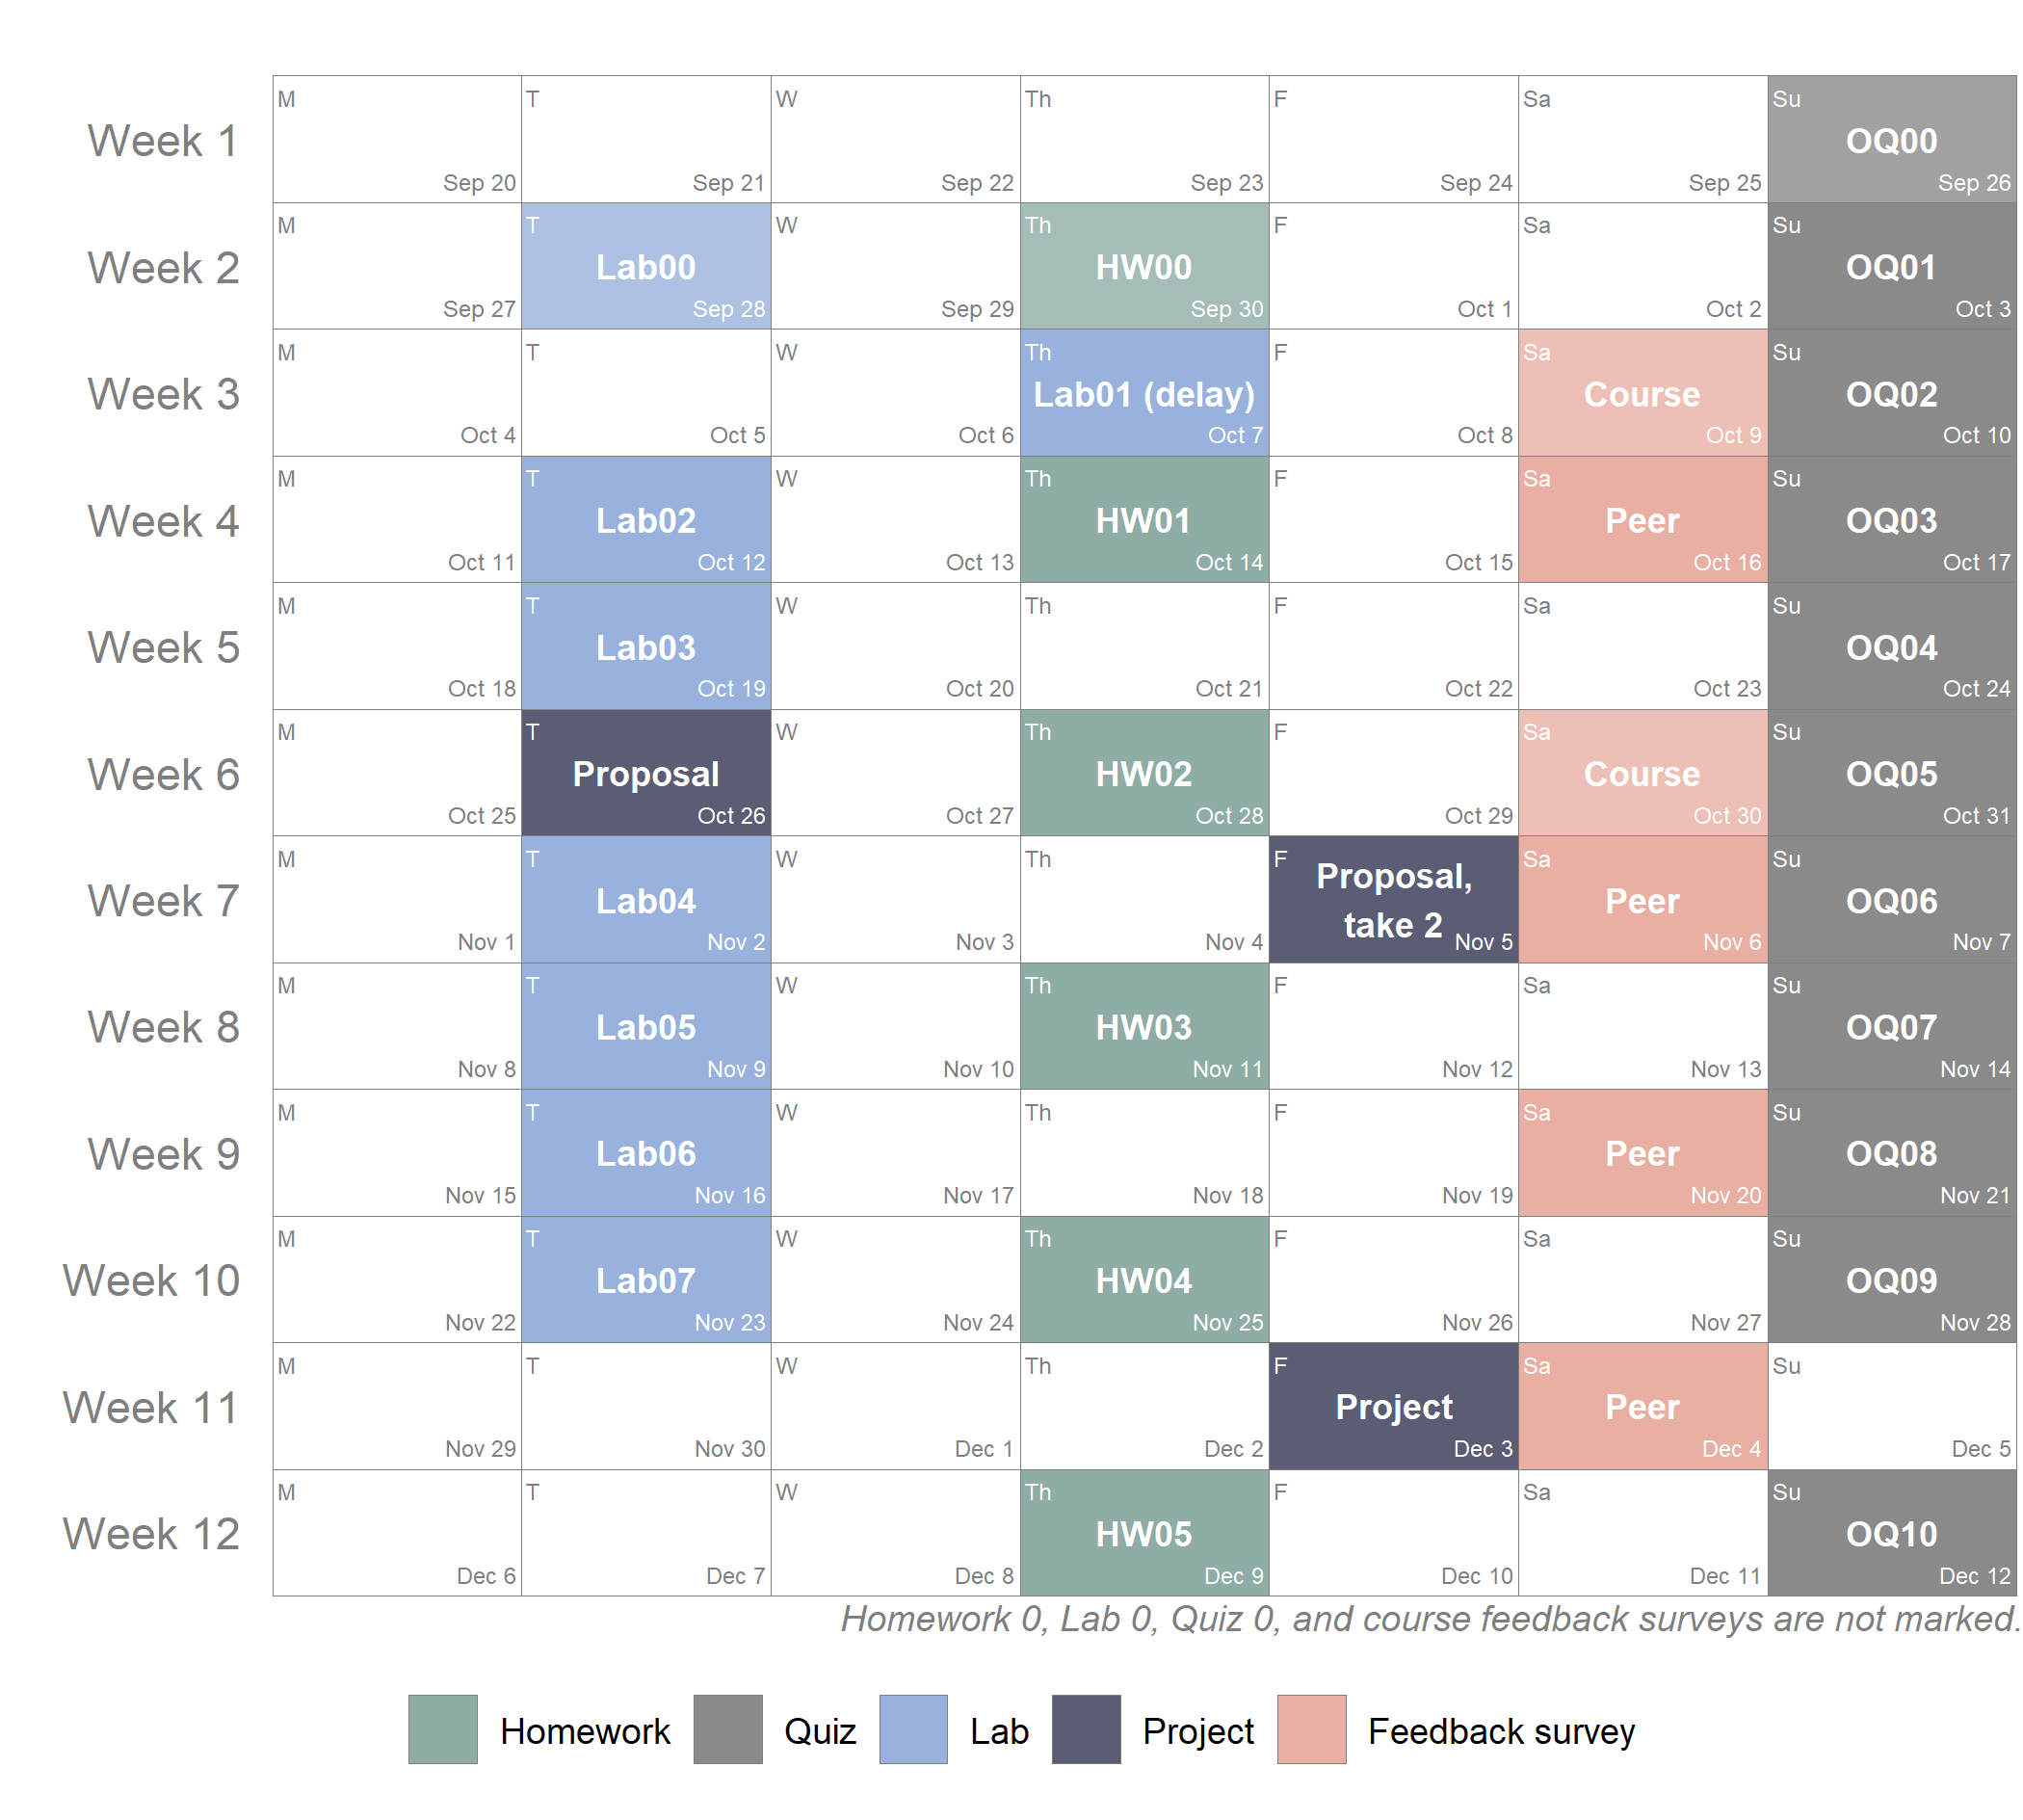 M T W Th F Sa Su
Week 1 OQ00
Sep 20 Sep 21 Sep 22 Sep 23 Sep 24 Sep 25 Sep 26
M T W Th F Sa Su
Week 2 Lab00 HW00 OQ01
Sep 27 Sep 28 Sep 29 Sep 30 Oct 1 Oct 2 Oct 3
M T W Th F Sa Su
Week 3 Lab01 (delay) Course OQ02
Oct 4 Oct 5 Oct 6 Oct 7 Oct 8 Oct 9 Oct 10
M T W Th F Sa Su
Week 4 Lab02 HW01 Peer OQ03
Oct 11 Oct 12 Oct 13 Oct 14 Oct 15 Oct 16 Oct 17
M T W Th F Sa Su
Week 5 Lab03 OQ04
Oct 18 Oct 19 Oct 20 Oct 21 Oct 22 Oct 23 Oct 24
M T W Th F Sa Su
Week 6 Proposal HW02 Course OQ05
Oct 25 Oct 26 Oct 27 Oct 28 Oct 29 Oct 30 Oct 31
M T W Th F Sa Su
Week 7 Lab04 Proposal, take 2 Peer OQ06
Nov 1 Nov 2 Nov 3 Nov 4 Nov 5 Nov 6 Nov 7
M T W Th F Sa Su
Week 8 Lab05 HW03 OQ07
Nov 8 Nov 9 Nov 10 Nov 11 Nov 12 Nov 13 Nov 14
M T W Th F Sa Su
Week 9 Lab06 Peer OQ08
Nov 15 Nov 16 Nov 17 Nov 18 Nov 19 Nov 20 Nov 21
M T W Th F Sa Su
Week 10 Lab07 HW04 OQ09
Nov 22 Nov 23 Nov 24 Nov 25 Nov 26 Nov 27 Nov 28
M T W Th F Sa Su
Week 11 Project Peer
Nov 29 Nov 30 Dec 1 Dec 2 Dec 3 Dec 4 Dec 5
M T W Th F Sa Su
Week 12 HW05 OQ10
Dec 6 Dec 7 Dec 8 Dec 9 Dec 10 Dec 11 Dec 12
Homework 0, Lab 0, Quiz 0, and course feedback surveys are not marked.
Homework Quiz Lab Project Feedback survey